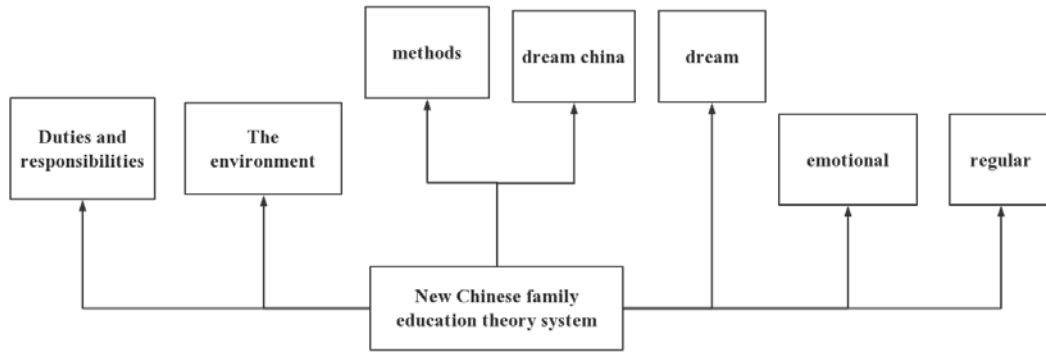 methods
dream china
dream
Duties and
responsibilities
The
environment
emotional
regular
New Chinese family
education theory system